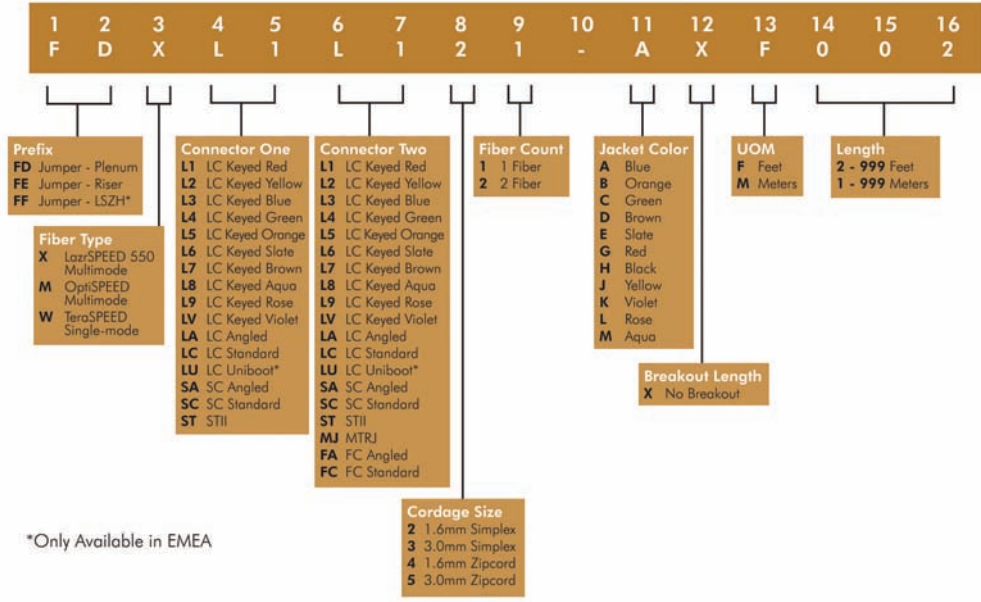 1 2 3 4 5 6 7 8 9 10 11 12 13 14 15 16
F D X L 1 L 1 2 1 - A X F 0 0 2
Prefix
FD Jumper - Plenum
FE Jumper - Riser
FF Jumper - LSZH*
Fiber Type
X LazrSPEED 550
Multimode
M OptiSPEED
Multimode
W TeraSPEED
Single-mode
Connector One
L1 LC Keyed Red
L2 LC Keyed Yellow
L3 LC Keyed Blue
L4 LC Keyed Green
L5 LC Keyed Orange
L6 LC Keyed Slate
L7 LC Keyed Brown
L8 LC Keyed Aqua
L9 LC Keyed Rose
LV LC Keyed Violet
LA LC Angled
LC LC Standard
LU LC Uniboot*
SA SC Angled
SC SC Standard
ST STII
Connector Two
L1 LC Keyed Red
L2 LC Keyed Yellow
L3 LC Keyed Blue
L4 LC Keyed Green
L5 LC Keyed Orange
L6 LC Keyed Slate
L7 LC Keyed Brown
L8 LC Keyed Aqua
L9 LC Keyed Rose
LV LC Keyed Violet
LA LC Angled
LC LC Standard
LU LC Uniboot*
SA SC Angled
SC SC Standard
ST STII
MJ MTRJ
FA FC Angled
FC FC Standard
Cordage Size
2 1.6mm Simplex
3 3.0mm Simplex
4 1.6mm Zipcord
5 3.0mm Zipcord
Fiber Count
1 1 Fiber
2 2 Fiber
Jacket Color
A Blue
B Orange
C Green
D Brown
E Slate
G Red
H Black
J Yellow
K Violet
L Rose
M Aqua
Breakout Length
X No Breakout
UOM
F Feet
M Meters
Length
2 - 999 Feet
1 - 999 Meters
*Only Available in EMEA